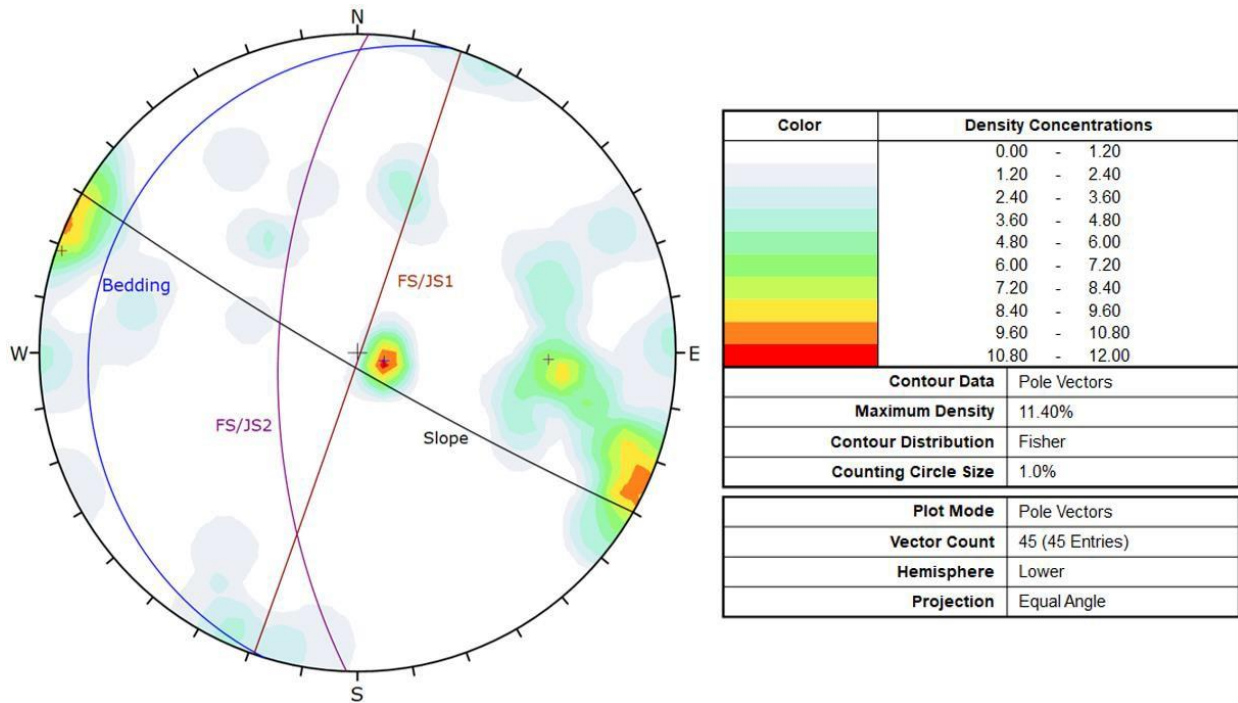 N
Bedding
FS/JS1
W
E
FS/JS2
Slope
S
Color Density Concentrations
0.00 - 1.20
1.20 - 2.40
2.40 - 3.60
3.60 - 4.80
4.80 - 6.00
6.00 - 7.20
7.20 - 8.40
8.40 - 9.60
9.60 - 10.80
10.80 - 12.00
Contour Data Pole Vectors
Maximum Density 11.40%
Contour Distribution Fisher
Counting Circle Size 1.0%
Plot Mode Pole Vectors
Vector Count 45 (45 Entries)
Hemisphere Lower
Projection Equal Angle